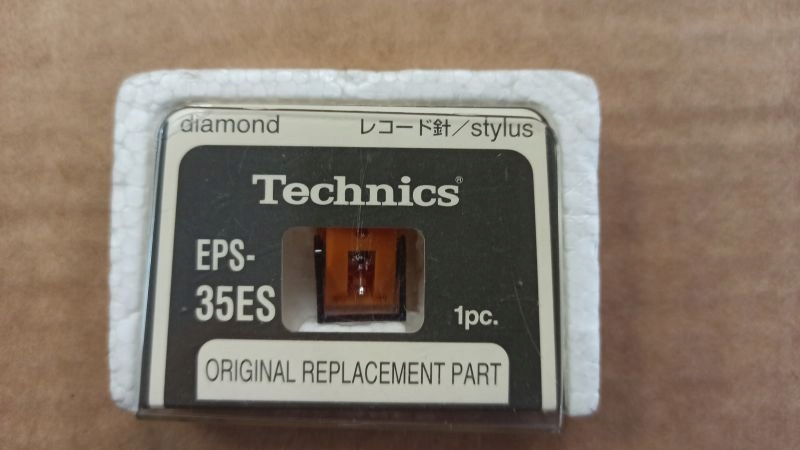 diamond レコード針/stylus
Technics®
EPS-
35ES
1pc.
ORIGINAL REPLACEMENT PART